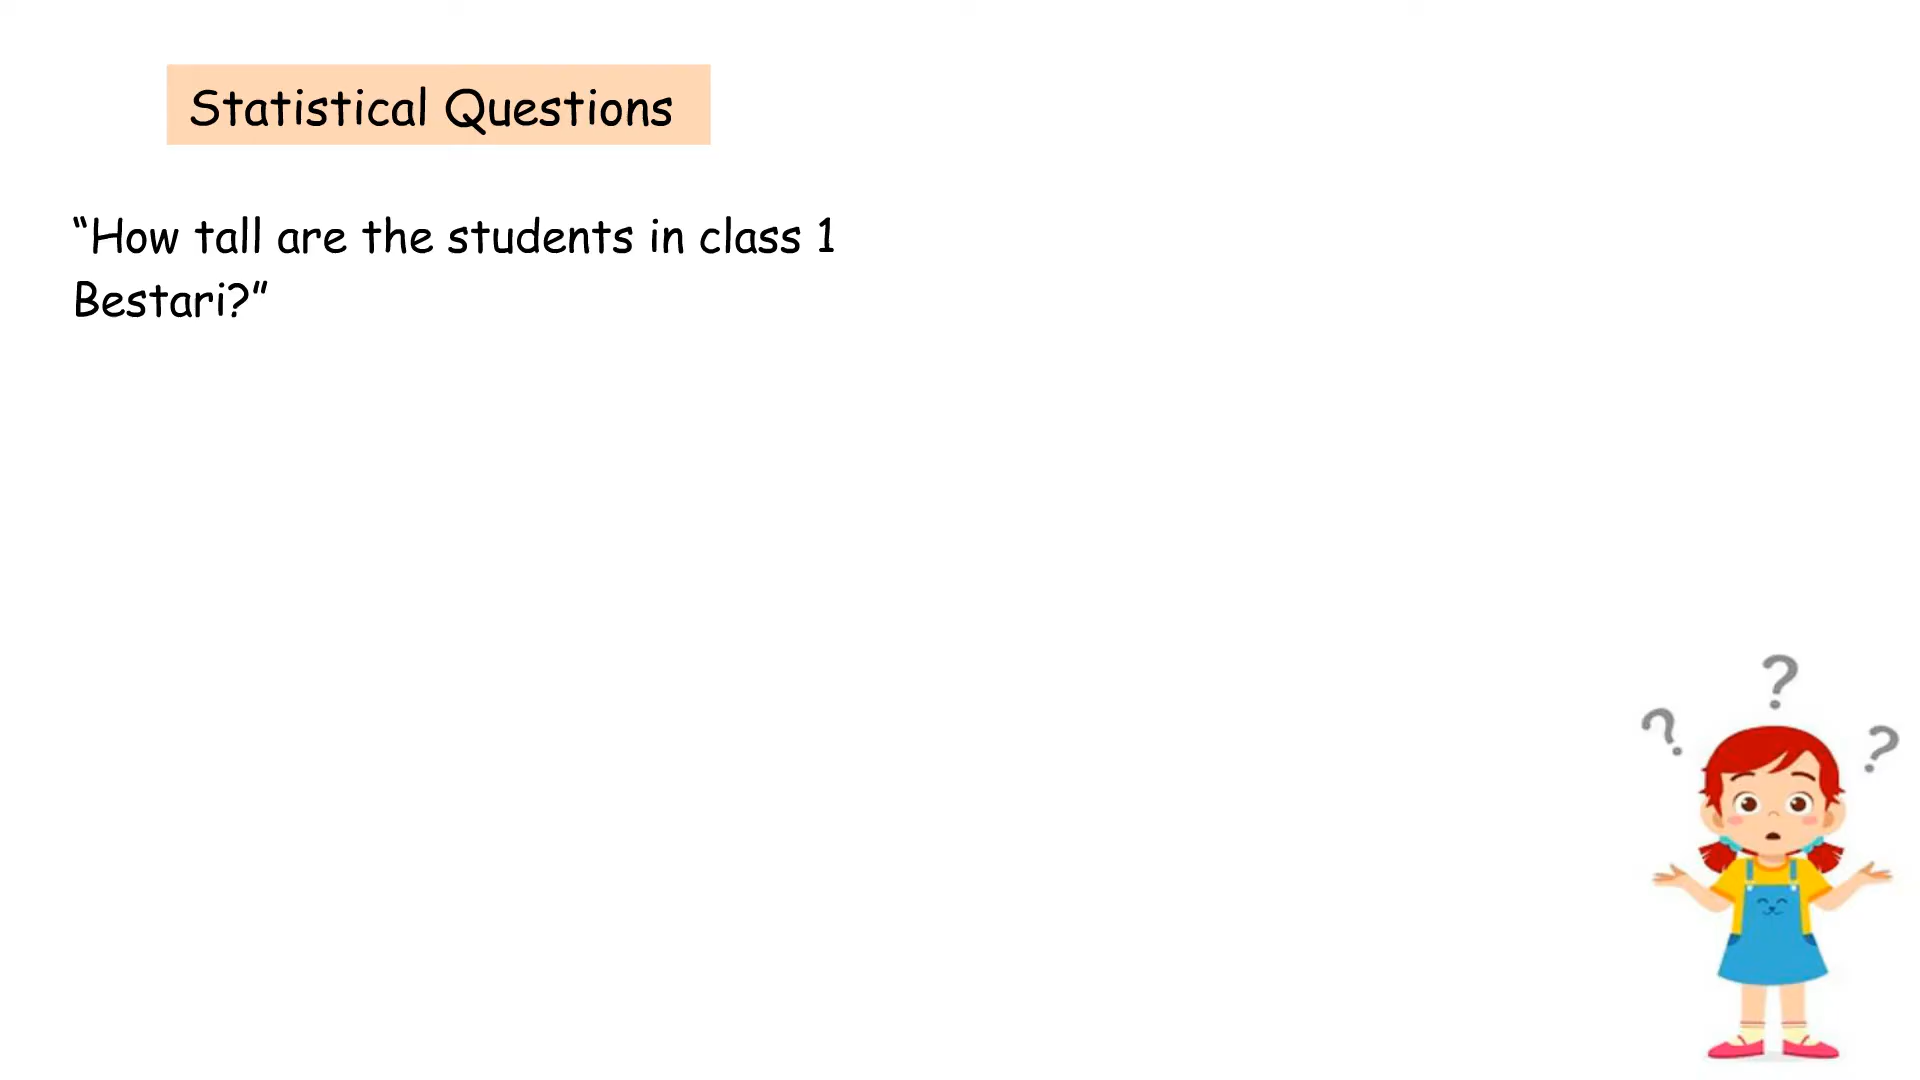 Statistical Questions
“How tall are the students in class 1
Bestari?”
? ? ?